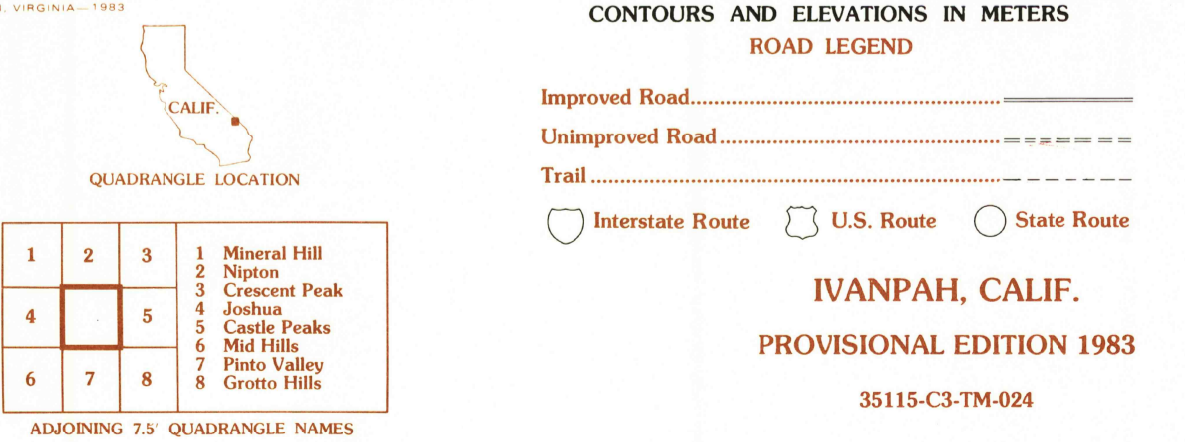 VIRGINIA—1983
CALIF.
QUADRANGLE LOCATION
1 2 3
4 5
6 7 8
1 Mineral Hill
2 Nipton
3 Crescent Peak
4 Joshua
5 Castle Peaks
6 Mid Hills
7 Pinto Valley
8 Grotto Hills
ADJOINING 7.5' QUADRANGLE NAMES
CONTOURS AND ELEVATIONS IN METERS
ROAD LEGEND
Improved Road
Unimproved Road
Trail
Interstate Route U.S. Route State Route
IVANPAH, CALIF.
PROVISIONAL EDITION 1983
35115-C3-TM-024